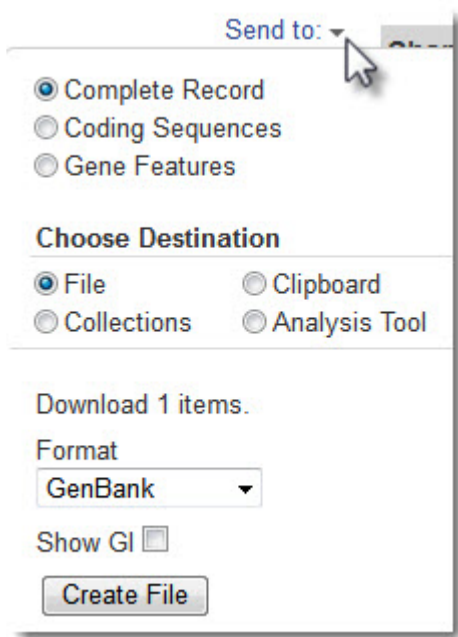 Send to:
Complete Record
Coding Sequences
Gene Features
Choose Destination
File Clipboard
Collections Analysis Tool
Download 1 items.
Format
GenBank
Show GI
Create File